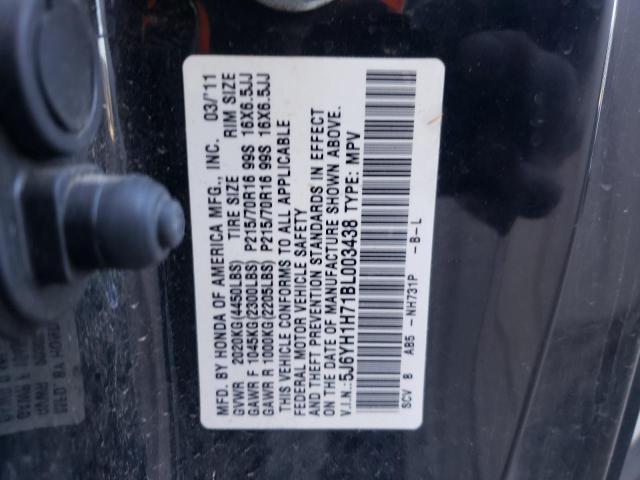 MFD. BY HONDA OF AMERICA MFG., INC. 03/'11
GVWR 2020KG(4450LBS) TIRE SIZE RIM SIZE
GAWR F 1045KG(2300LBS) P215/70R16 99S 16X6.5JJ
GAWR R 1000KG(2205LBS) P215/70R16 99S 16X6.5JJ
THIS VEHICLE CONFORMS TO ALL APPLICABLE
FEDERAL MOTOR VEHICLE SAFETY
AND THEFT PREVENTION STANDARDS IN EFFECT
ON THE DATE OF MANUFACTURE SHOWN ABOVE.
V.I.N.:5J6YH1H71BL003438 TYPE: MPV
SCV B AB5 -NH731P -B-L